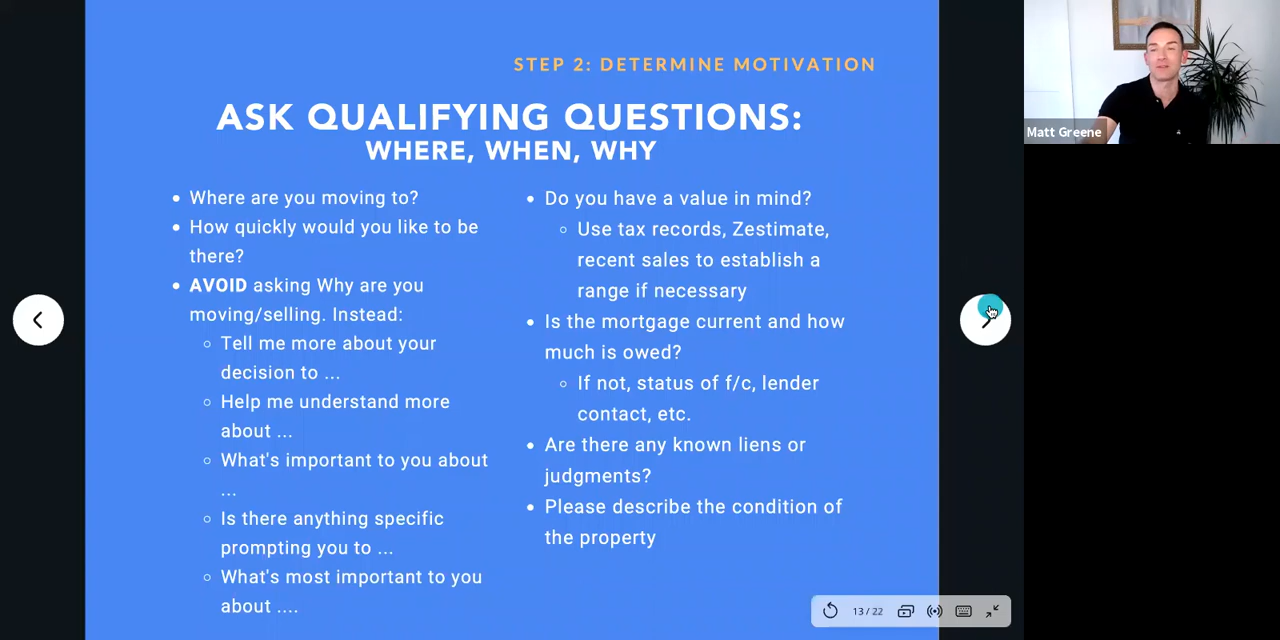 STEP 2: DETERMINE MOTIVATION
ASK QUALIFYING QUESTIONS:
WHERE, WHEN, WHY
Where are you moving to?
How quickly would you like to be
there?
AVOID asking Why are you
moving/selling. Instead:
Tell me more about your
decision to ...
Help me understand more
about ...
What's important to you about
...
Is there anything specific
prompting you to ...
What's most important to you
about ....
Do you have a value in mind?
Use tax records, Zestimate,
recent sales to establish a
range if necessary
Is the mortgage current and how
much is owed?
If not, status of f/c, lender
contact, etc.
Are there any known liens or
judgments?
Please describe the condition of
the property
13 / 22
Matt Greene